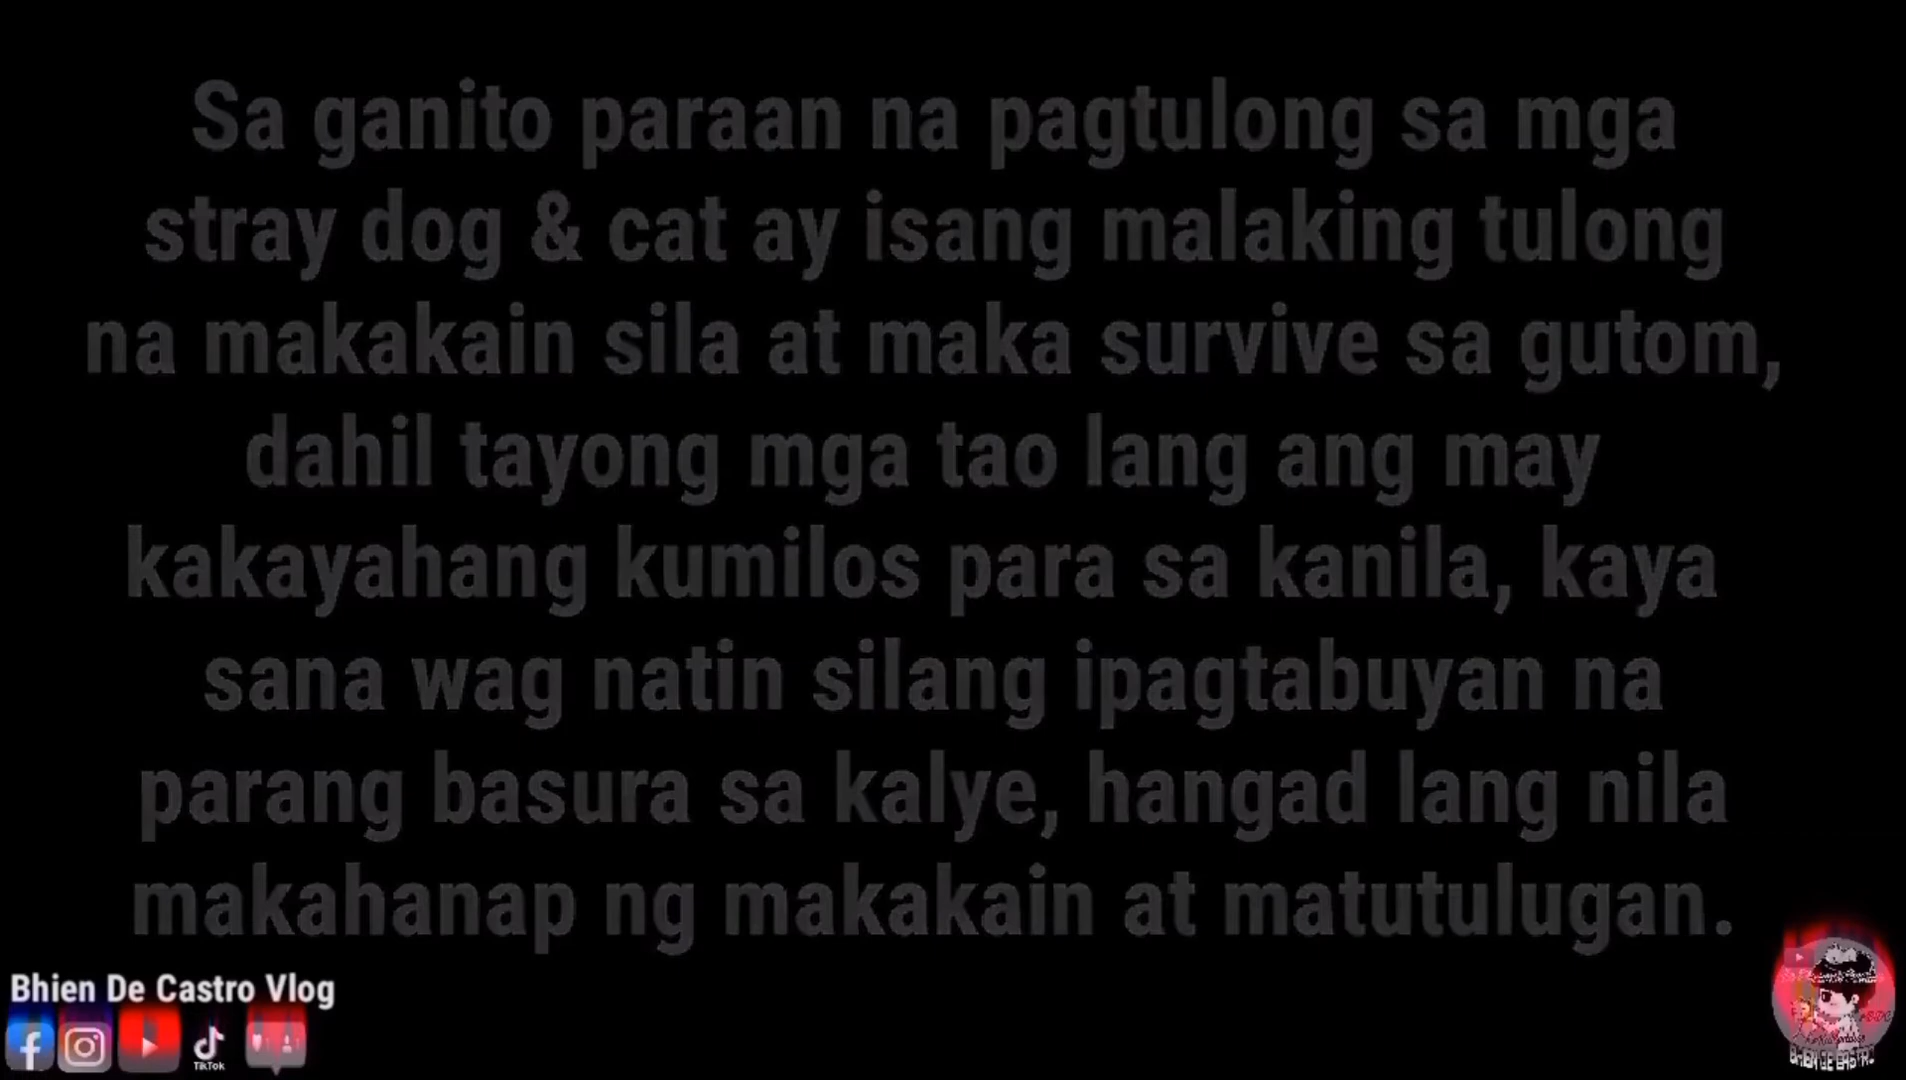 Sa ganito paraan na pagtulong sa mga
stray dog & cat ay isang malaking tulong
na makakain sila at maka survive sa gutom,
dahil tayong mga tao lang ang may
kakayahang kumilos para sa kanila, kaya
sana wag natin silang ipagtabuyan na
parang basura sa kalye, hangad lang nila
makahanap ng makakain at matutulugan.
Bhien De Castro Vlog
TikTok